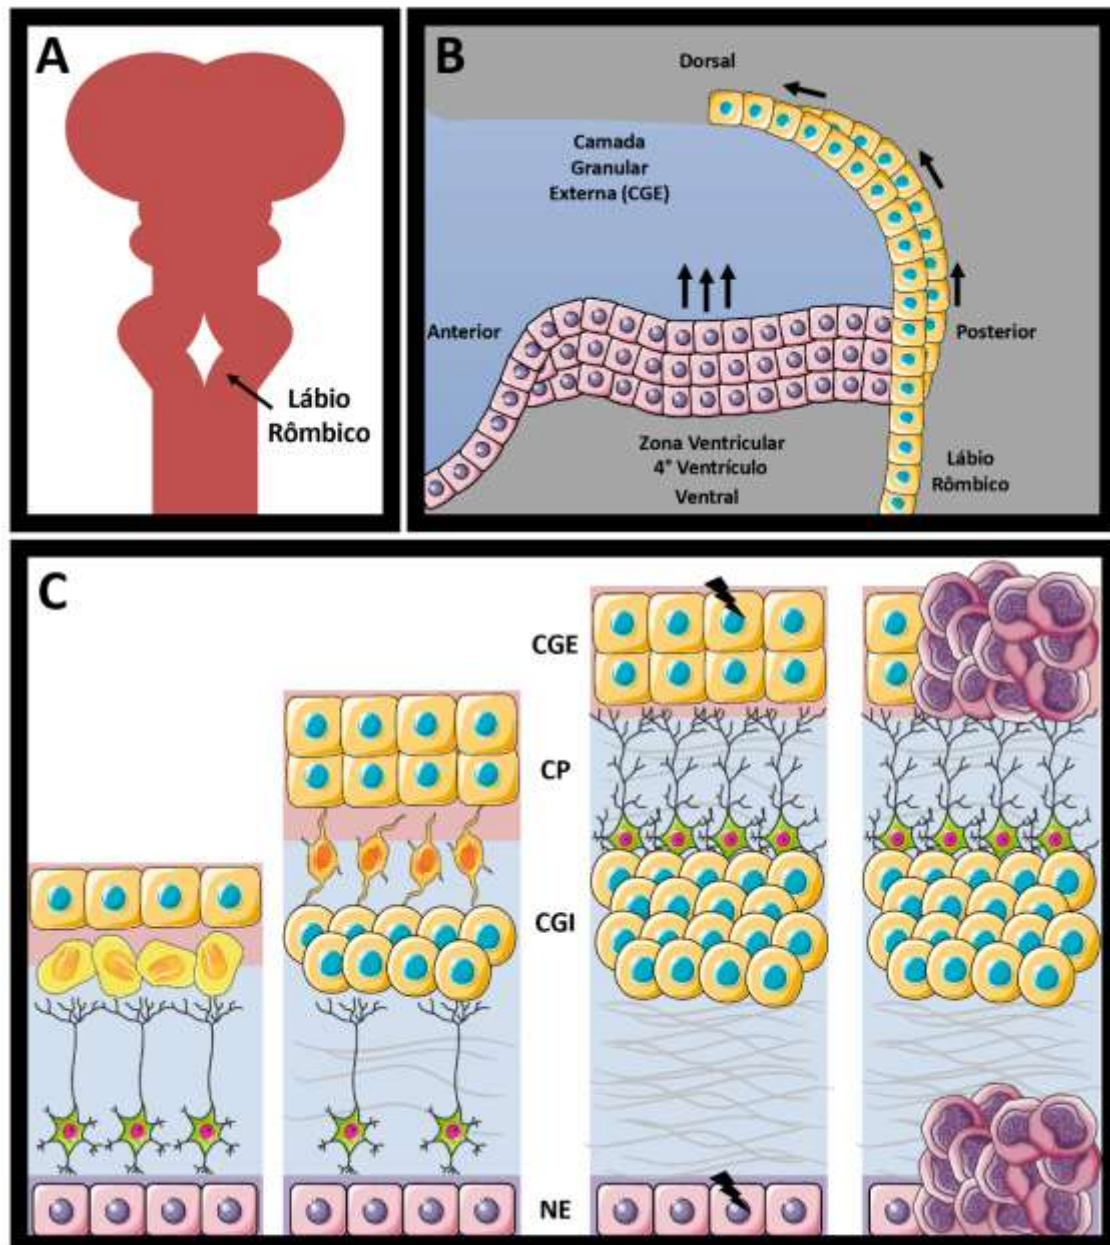 A
Lábio
Rômbico
B
Dorsal
Camada
Granular
Externa (CGE)
Anterior
Posterior
Zona Ventricular
4° Ventrículo
Ventral
Lábio
Rômbico
C
CGE
CP
CGI
NE